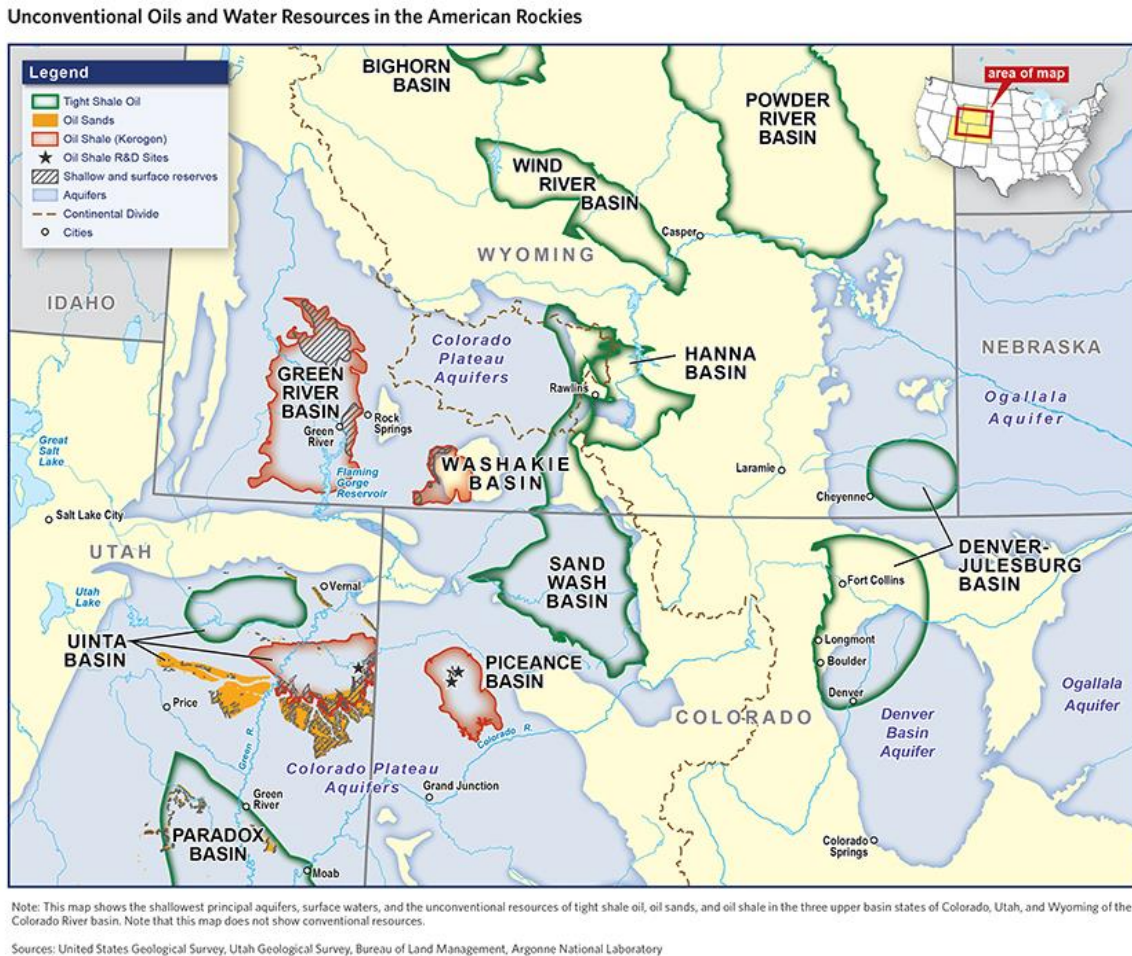 Unconventional Oils and Water Resources in the American Rockies
Legend
Tight Shale Oil
Oil Sands
Oil Shale (Kerogen)
Oil Shale R&D Sites
Shallow and surface reserves
Aquifers
Continental Divide
Cities
area of map
BIGHORN
BASIN
POWDER
RIVER
BASIN
WIND
RIVER
BASIN
Casper
WYOMING
IDAHO
NEBRASKA
Ogallala
Aquifer
Colorado
Plateau
Aquifers
HANNA
BASIN
Rawlins
GREEN
RIVER
BASIN
Green
River
Rock
Springs
Flaming
Gorge
Reservoir
WASHAKIE
BASIN
Laramie
Cheyenne
Great
Salt
Lake
Salt Lake City
UTAH
Utah
Lake
Vernal
UINTA
BASIN
Price
SAND
WASH
BASIN
DENVER-
JULESBURG
BASIN
Fort Collins
Longmont
Boulder
Denver
PICEANCE
BASIN
Colorado R.
COLORADO
Denver
Basin
Aquifer
Ogallala
Aquifer
Green R.
Colorado Plateau
Aquifers
Grand Junction
Green
River
PARADOX
BASIN
Moab
Colorado
Springs
Note: This map shows the shallowest principal aquifers, surface waters, and the unconventional resources of tight shale oil, oil sands, and oil shale in the three upper basin states of Colorado, Utah, and Wyoming of the
Colorado River basin. Note that this map does not show conventional resources.
Sources: United States Geological Survey, Utah Geological Survey, Bureau of Land Management, Argonne National Laboratory